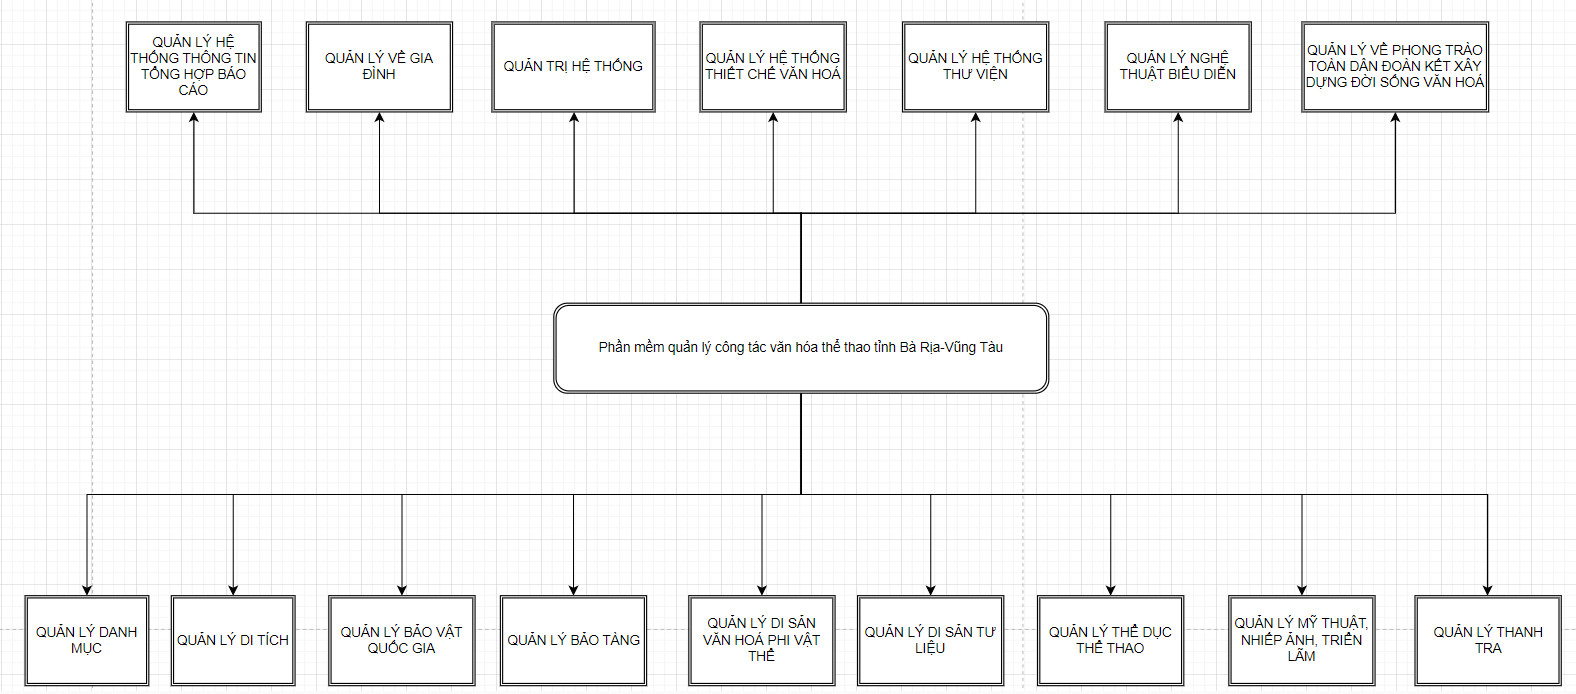 QUẢN LÝ HỆ
THỐNG THÔNG TIN
TỔNG HỢP BÁO
CÁO
QUẢN LÝ VỀ GIA
ĐÌNH
QUẢN TRỊ HỆ THỐNG
QUẢN LÝ HỆ THỐNG
THIẾT CHẾ VĂN HOÁ
QUẢN LÝ HỆ THỐNG
THƯ VIỆN
QUẢN LÝ NGHỆ
THUẬT BIỂU DIỄN
QUẢN LÝ VỀ PHONG TRÀO
TOÀN DÂN ĐOÀN KẾT XÂY
DỰNG ĐỜI SỐNG VĂN HOÁ
Phần mềm quản lý công tác văn hóa thể thao tỉnh Bà Rịa-Vũng Tàu
QUẢN LÝ DANH
MỤC
QUẢN LÝ DI TÍCH
QUẢN LÝ BẢO VẬT
QUỐC GIA
QUẢN LÝ BẢO TÀNG
QUẢN LÝ DI SẢN
VĂN HOÁ PHI VẬT
THỂ
QUẢN LÝ DI SẢN TƯ
LIỆU
QUẢN LÝ THỂ DỤC
THỂ THAO
QUẢN LÝ MỸ THUẬT,
NHIẾP ẢNH, TRIỂN
LÃM
QUẢN LÝ THANH
TRA